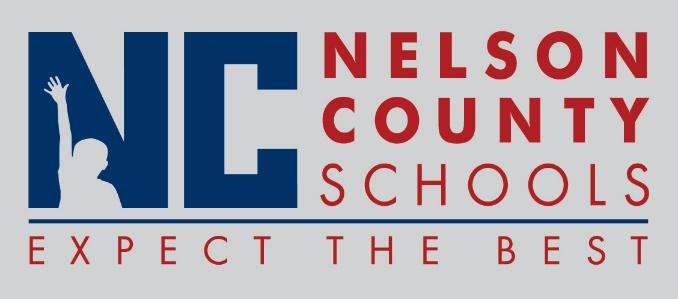 NC
NELSON
COUNTY
SCHOOLS
EXPECT THE BEST